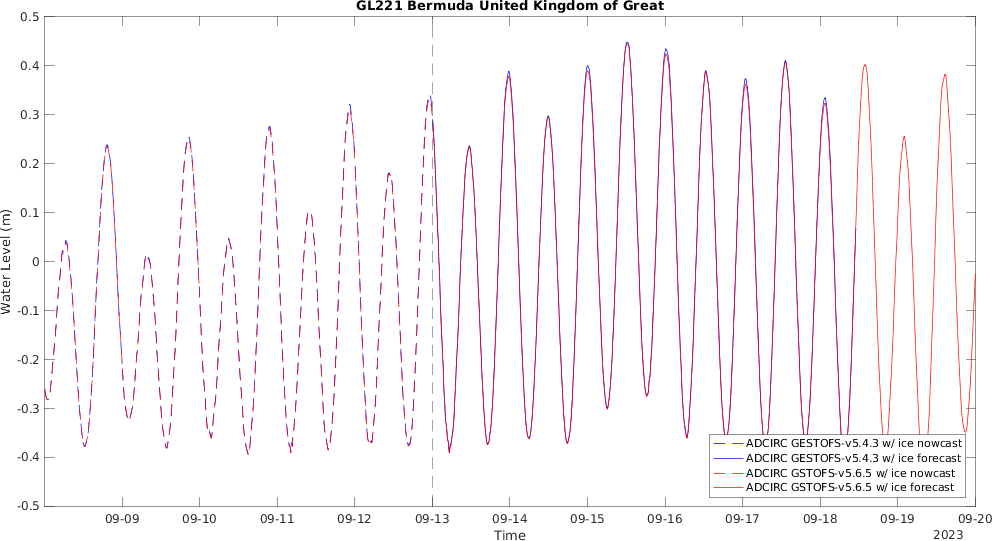 GL221 Bermuda United Kingdom of Great
0.5
0.4
0.3
0.2
0.1
0
-0.1
-0.2
-0.3
-0.4
-0.5
Water Level (m)
ADCIRC GESTOFS-v5.4.3 w/ ice nowcast
ADCIRC GESTOFS-v5.4.3 w/ ice forecast
ADCIRC GSTOFS-v5.6.5 w/ ice nowcast
ADCIRC GSTOFS-v5.6.5 w/ ice forecast
09-09 09-10 09-11 09-12 09-13 09-14 09-15 09-16 09-17 09-18 09-19 09-20
Time
2023